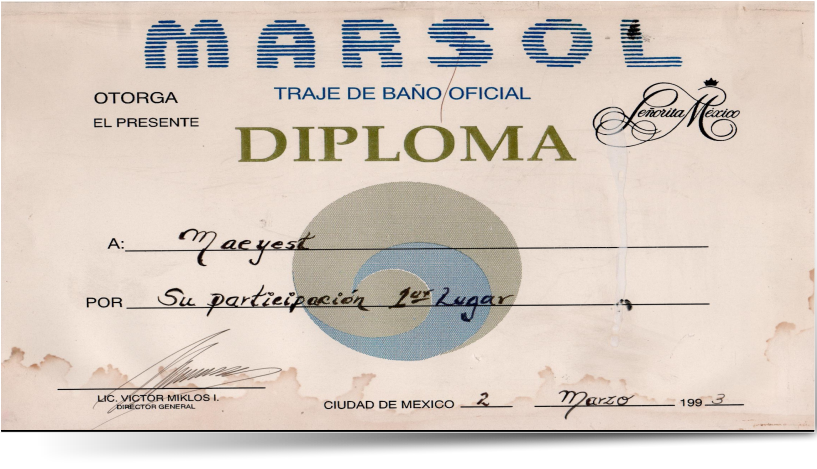 MARSOL
TRAJE DE BAÑO OFICIAL
OTORGA
EL PRESENTE
Señorita México
DIPLOMA
A: Maeyest
POR Su participación 1er Lugar
LIC. VICTOR MIKLOS I.
DIRECTOR GENERAL
CIUDAD DE MEXICO 2 Marzo 1993